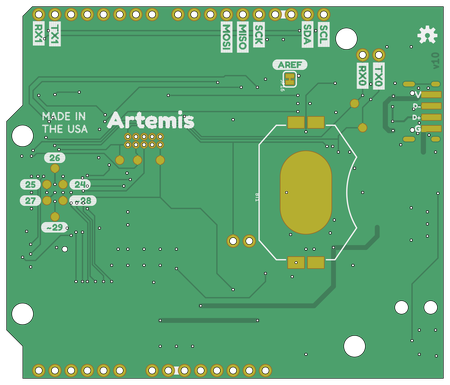 RX1
TX1
MOSI
MISO
SCK
SDA
SCL
RX0
TX0
v10
AREF
V
D-
D+
G
MADE IN
THE USA
Artemis
26
25
24
27
28
~29